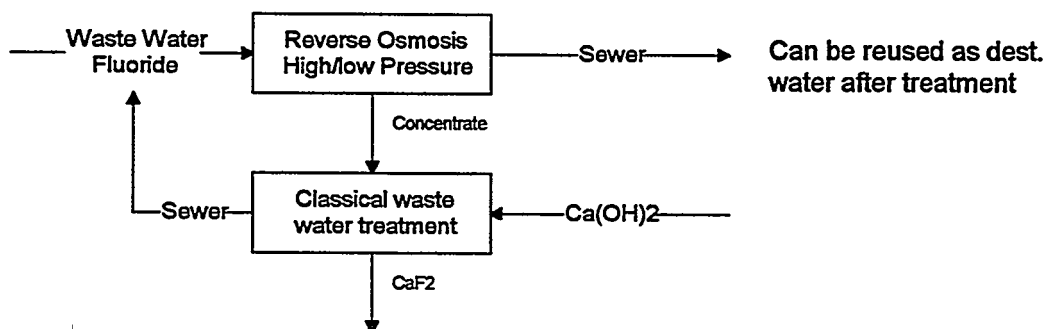 Waste Water
Fluoride
Reverse Osmosis
High/low Pressure
Sewer
Can be reused as dest.
water after treatment
Concentrate
Sewer
Classical waste
water treatment
Ca(OH)2
CaF2